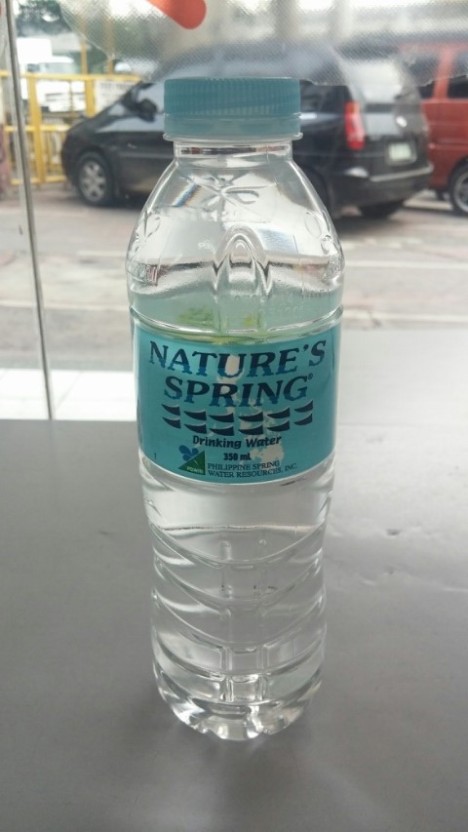 NATURE'S
SPRING®
Drinking Water
350 mL
PHILIPPINE SPRING
WATER RESOURCES, INC.